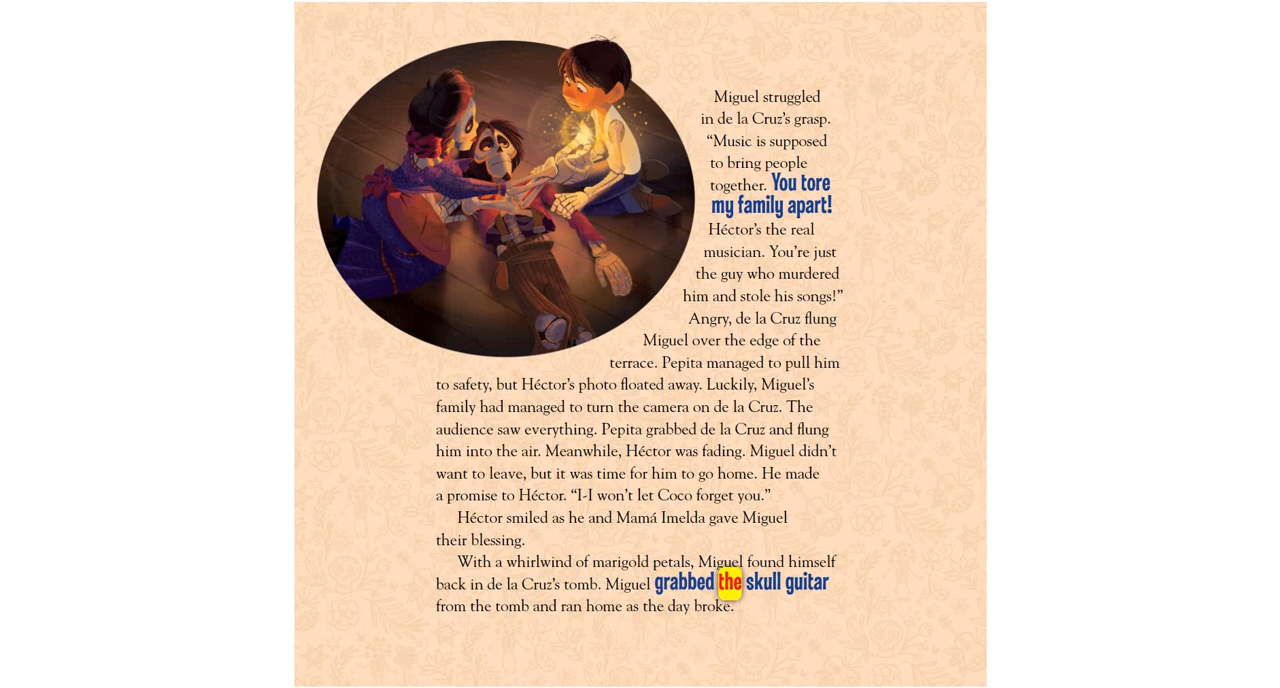 Miguel struggled
in de la Cruz’s grasp.
“Music is supposed
to bring people
together. You tore
my family apart!
Héctor’s the real
musician. You’re just
the guy who murdered
him and stole his songs!”
Angry, de la Cruz flung
Miguel over the edge of the
terrace. Pepita managed to pull him
to safety, but Héctor’s photo floated away. Luckily, Miguel’s
family had managed to turn the camera on de la Cruz. The
audience saw everything. Pepita grabbed de la Cruz and flung
him into the air. Meanwhile, Héctor was fading. Miguel didn’t
want to leave, but it was time for him to go home. He made
a promise to Héctor. “I-I won’t let Coco forget you.”
Héctor smiled as he and Mamá Imelda gave Miguel
their blessing.
With a whirlwind of marigold petals, Miguel found himself
back in de la Cruz’s tomb. Miguel grabbed the skull guitar
from the tomb and ran home as the day broke.